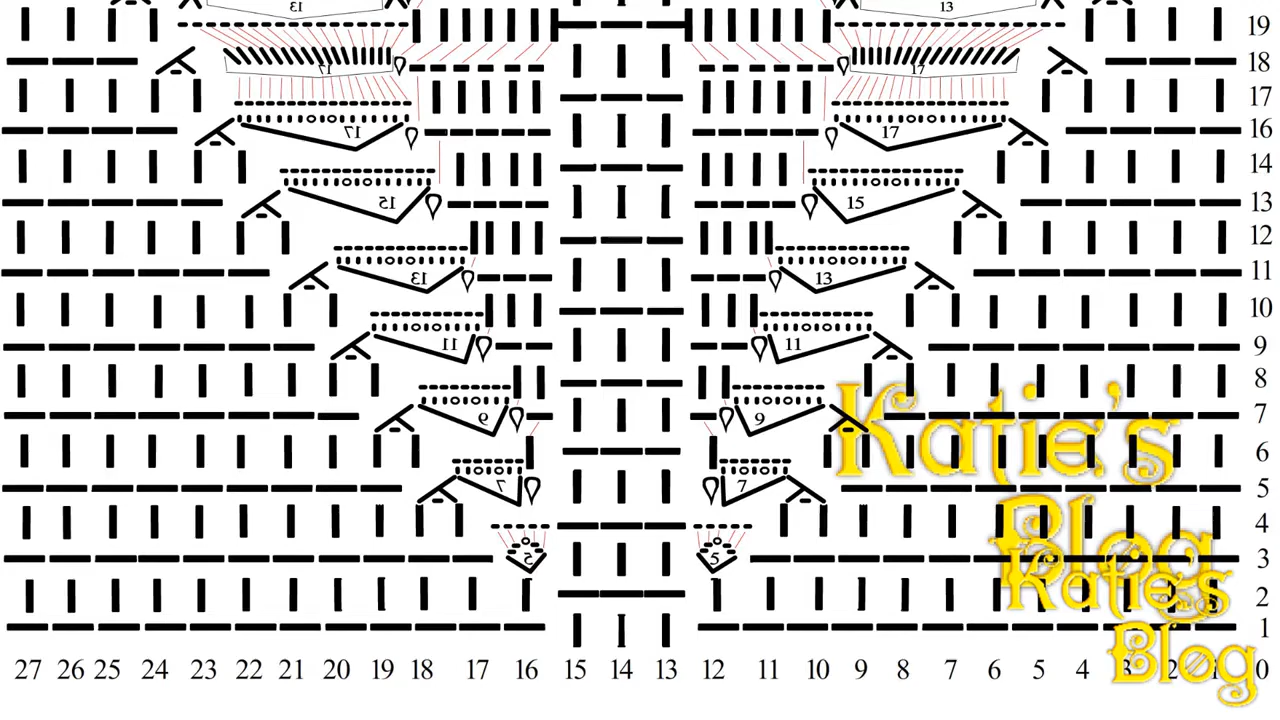 13 13 19
17 17 18
17
17 17 16
14
15 15 13
12
13 13 11
10
11 11 9
8
9 9 7
Katie's
6
7 7 5
Blog
4
5 5 3
Katie's
2
1
Blog
27 26 25 24 23 22 21 20 19 18 17 16 15 14 13 12 11 10 9 8 7 6 5 4 3 2 1 0